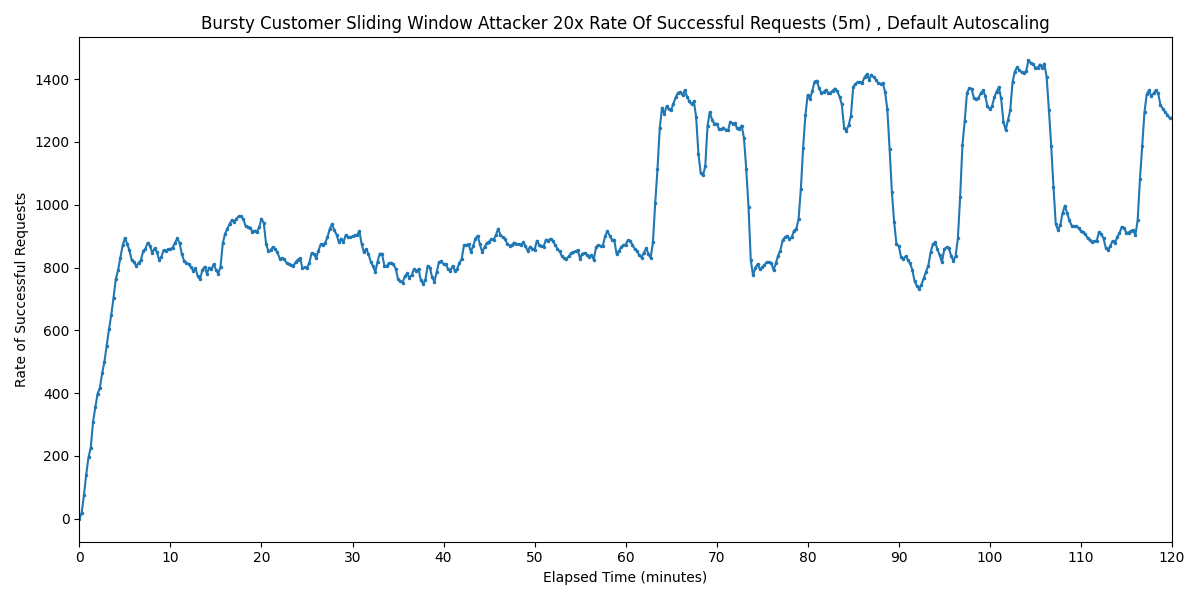 Bursty Customer Sliding Window Attacker 20x Rate Of Successful Requests (5m) , Default Autoscaling
Rate of Successful Requests
1400
1200
1000
800
600
400
200
0
0 10 20 30 40 50 60 70 80 90 100 110 120
Elapsed Time (minutes)